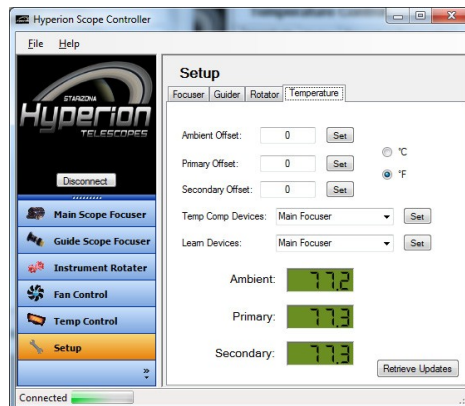 Hyperion Scope Controller
File Help
STARIZONA
Hyperion
TELESCOPES
Disconnect
Main Scope Focuser
Guide Scope Focuser
Instrument Rotater
Fan Control
Temp Control
Setup
»
Connected
Setup
Focuser Guider Rotator Temperature
Ambient Offset: 0 Set
Primary Offset: 0 Set
Secondary Offset: 0 Set
°C
°F
Temp Comp Devices: Main Focuser Set
Learn Devices: Main Focuser Set
Ambient: 77.2
Primary: 77.3
Secondary: 77.3
Retrieve Updates